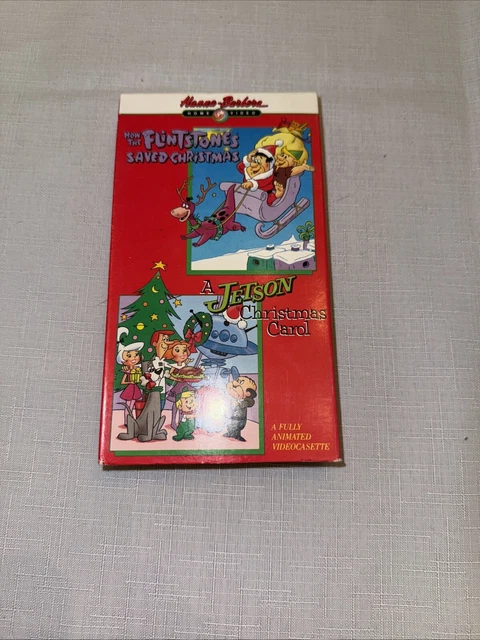 Hanna-Barbera
HOME VIDEO
HOW
THE FLINTSTONES
SAVED CHRISTMAS
A JETSON
Christmas
Carol
A FULLY
ANIMATED
VIDEOCASETTE